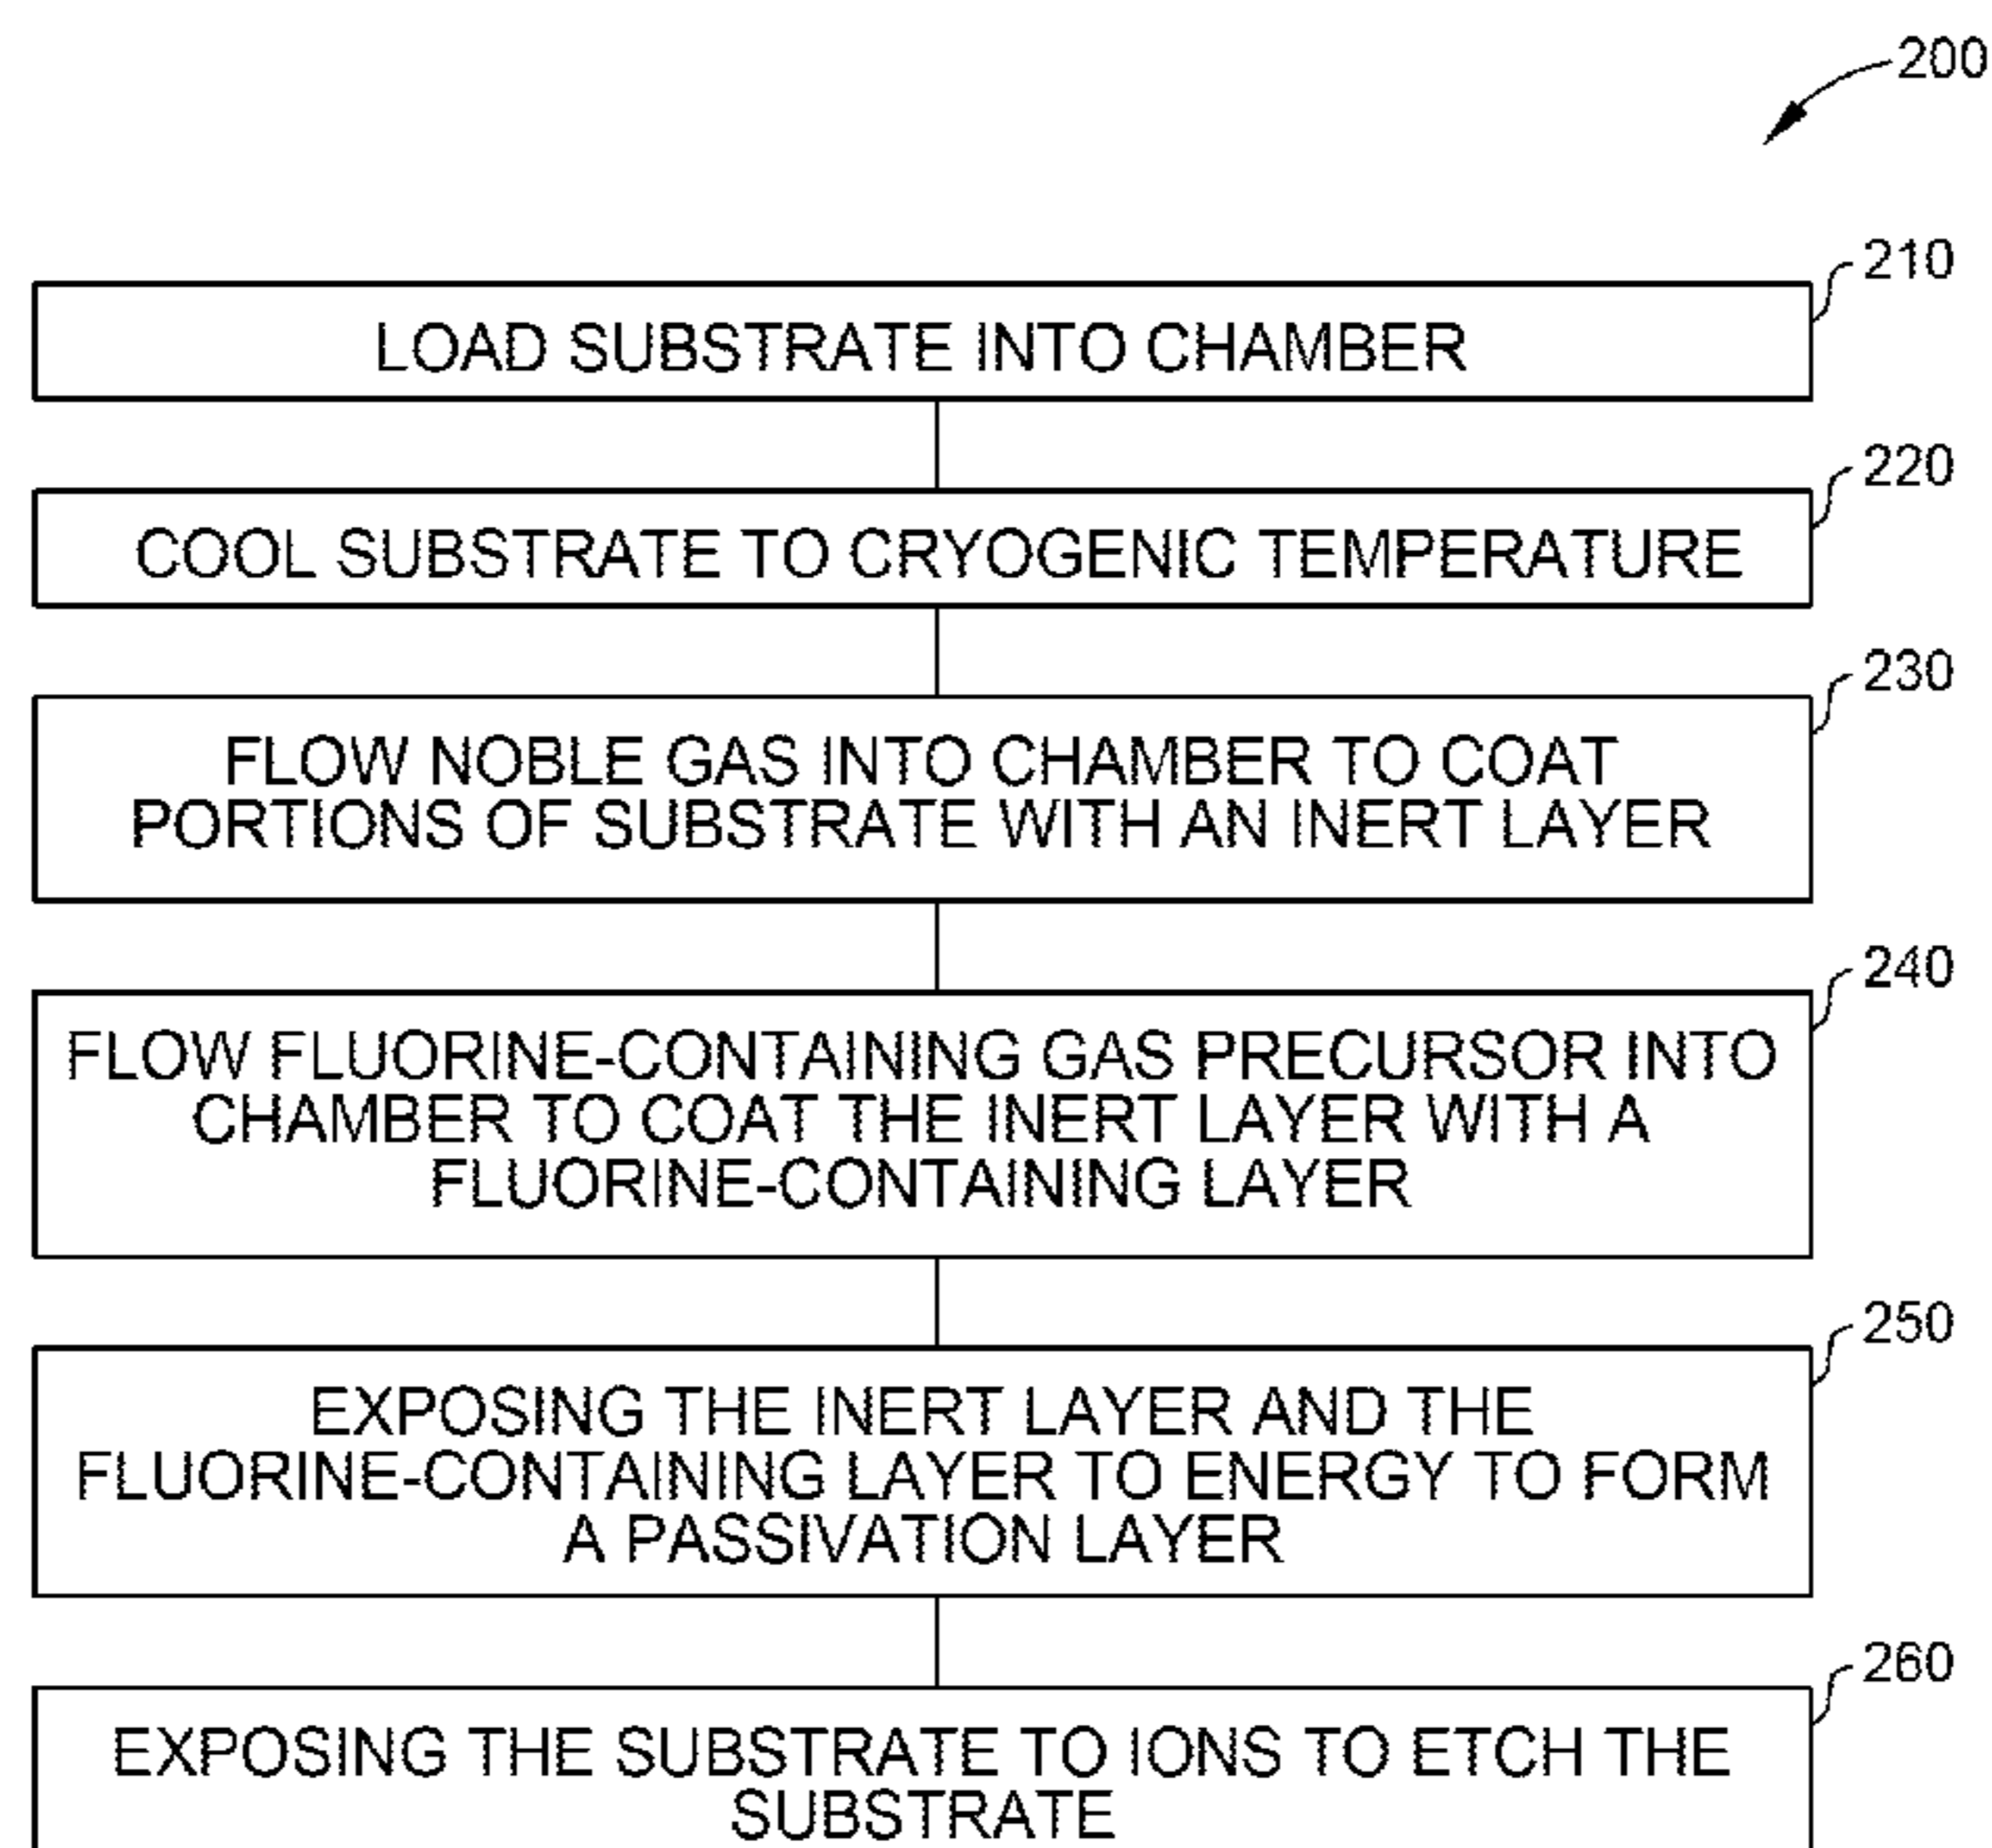 200
210
LOAD SUBSTRATE INTO CHAMBER
220
COOL SUBSTRATE TO CRYOGENIC TEMPERATURE
230
FLOW NOBLE GAS INTO CHAMBER TO COAT
PORTIONS OF SUBSTRATE WITH AN INERT LAYER
240
FLOW FLUORINE-CONTAINING GAS PRECURSOR INTO
CHAMBER TO COAT THE INERT LAYER WITH A
FLUORINE-CONTAINING LAYER
250
EXPOSING THE INERT LAYER AND THE
FLUORINE-CONTAINING LAYER TO ENERGY TO FORM
A PASSIVATION LAYER
260
EXPOSING THE SUBSTRATE TO IONS TO ETCH THE
SUBSTRATE